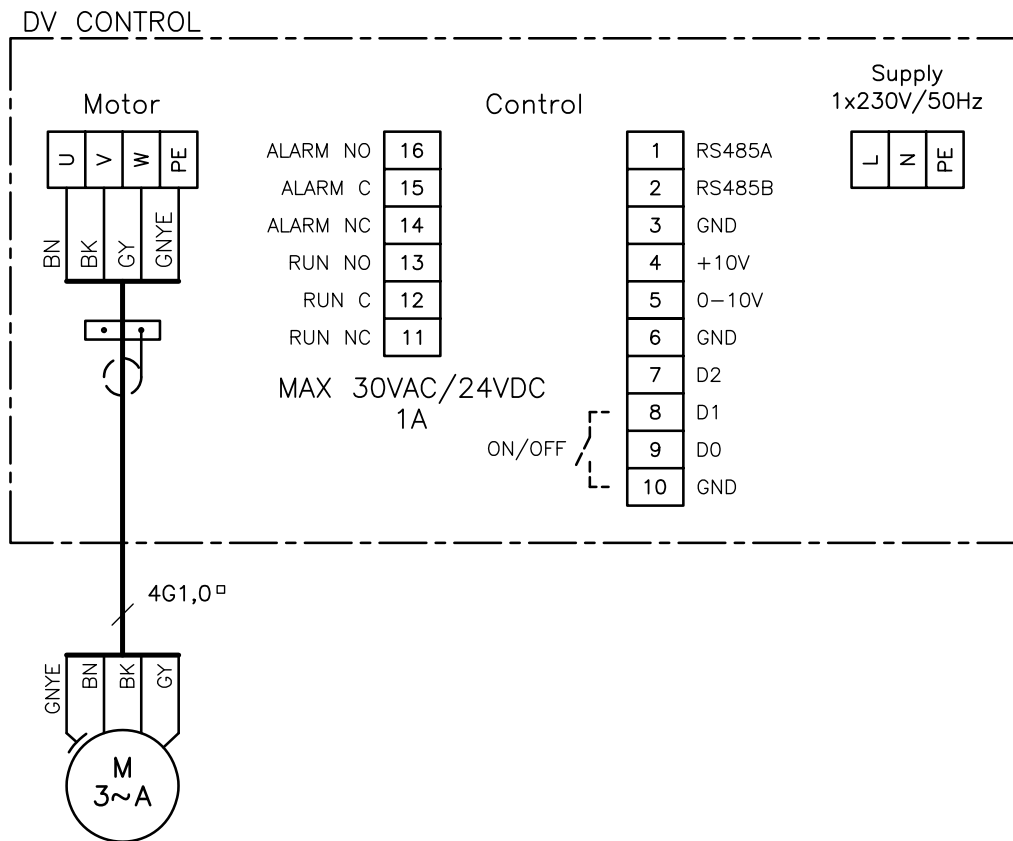 DV CONTROL
Motor
U V W PE
BN BK GY GNYE
Control
ALARM NO 16
ALARM C 15
ALARM NC 14
RUN NO 13
RUN C 12
RUN NC 11
MAX 30VAC/24VDC
1A
1 RS485A
2 RS485B
3 GND
4 +10V
5 0-10V
6 GND
7 D2
8 D1
9 D0
10 GND
ON/OFF
Supply
1x230V/50Hz
L N PE
4G1,0
GNYE BN BK GY
M
3~A